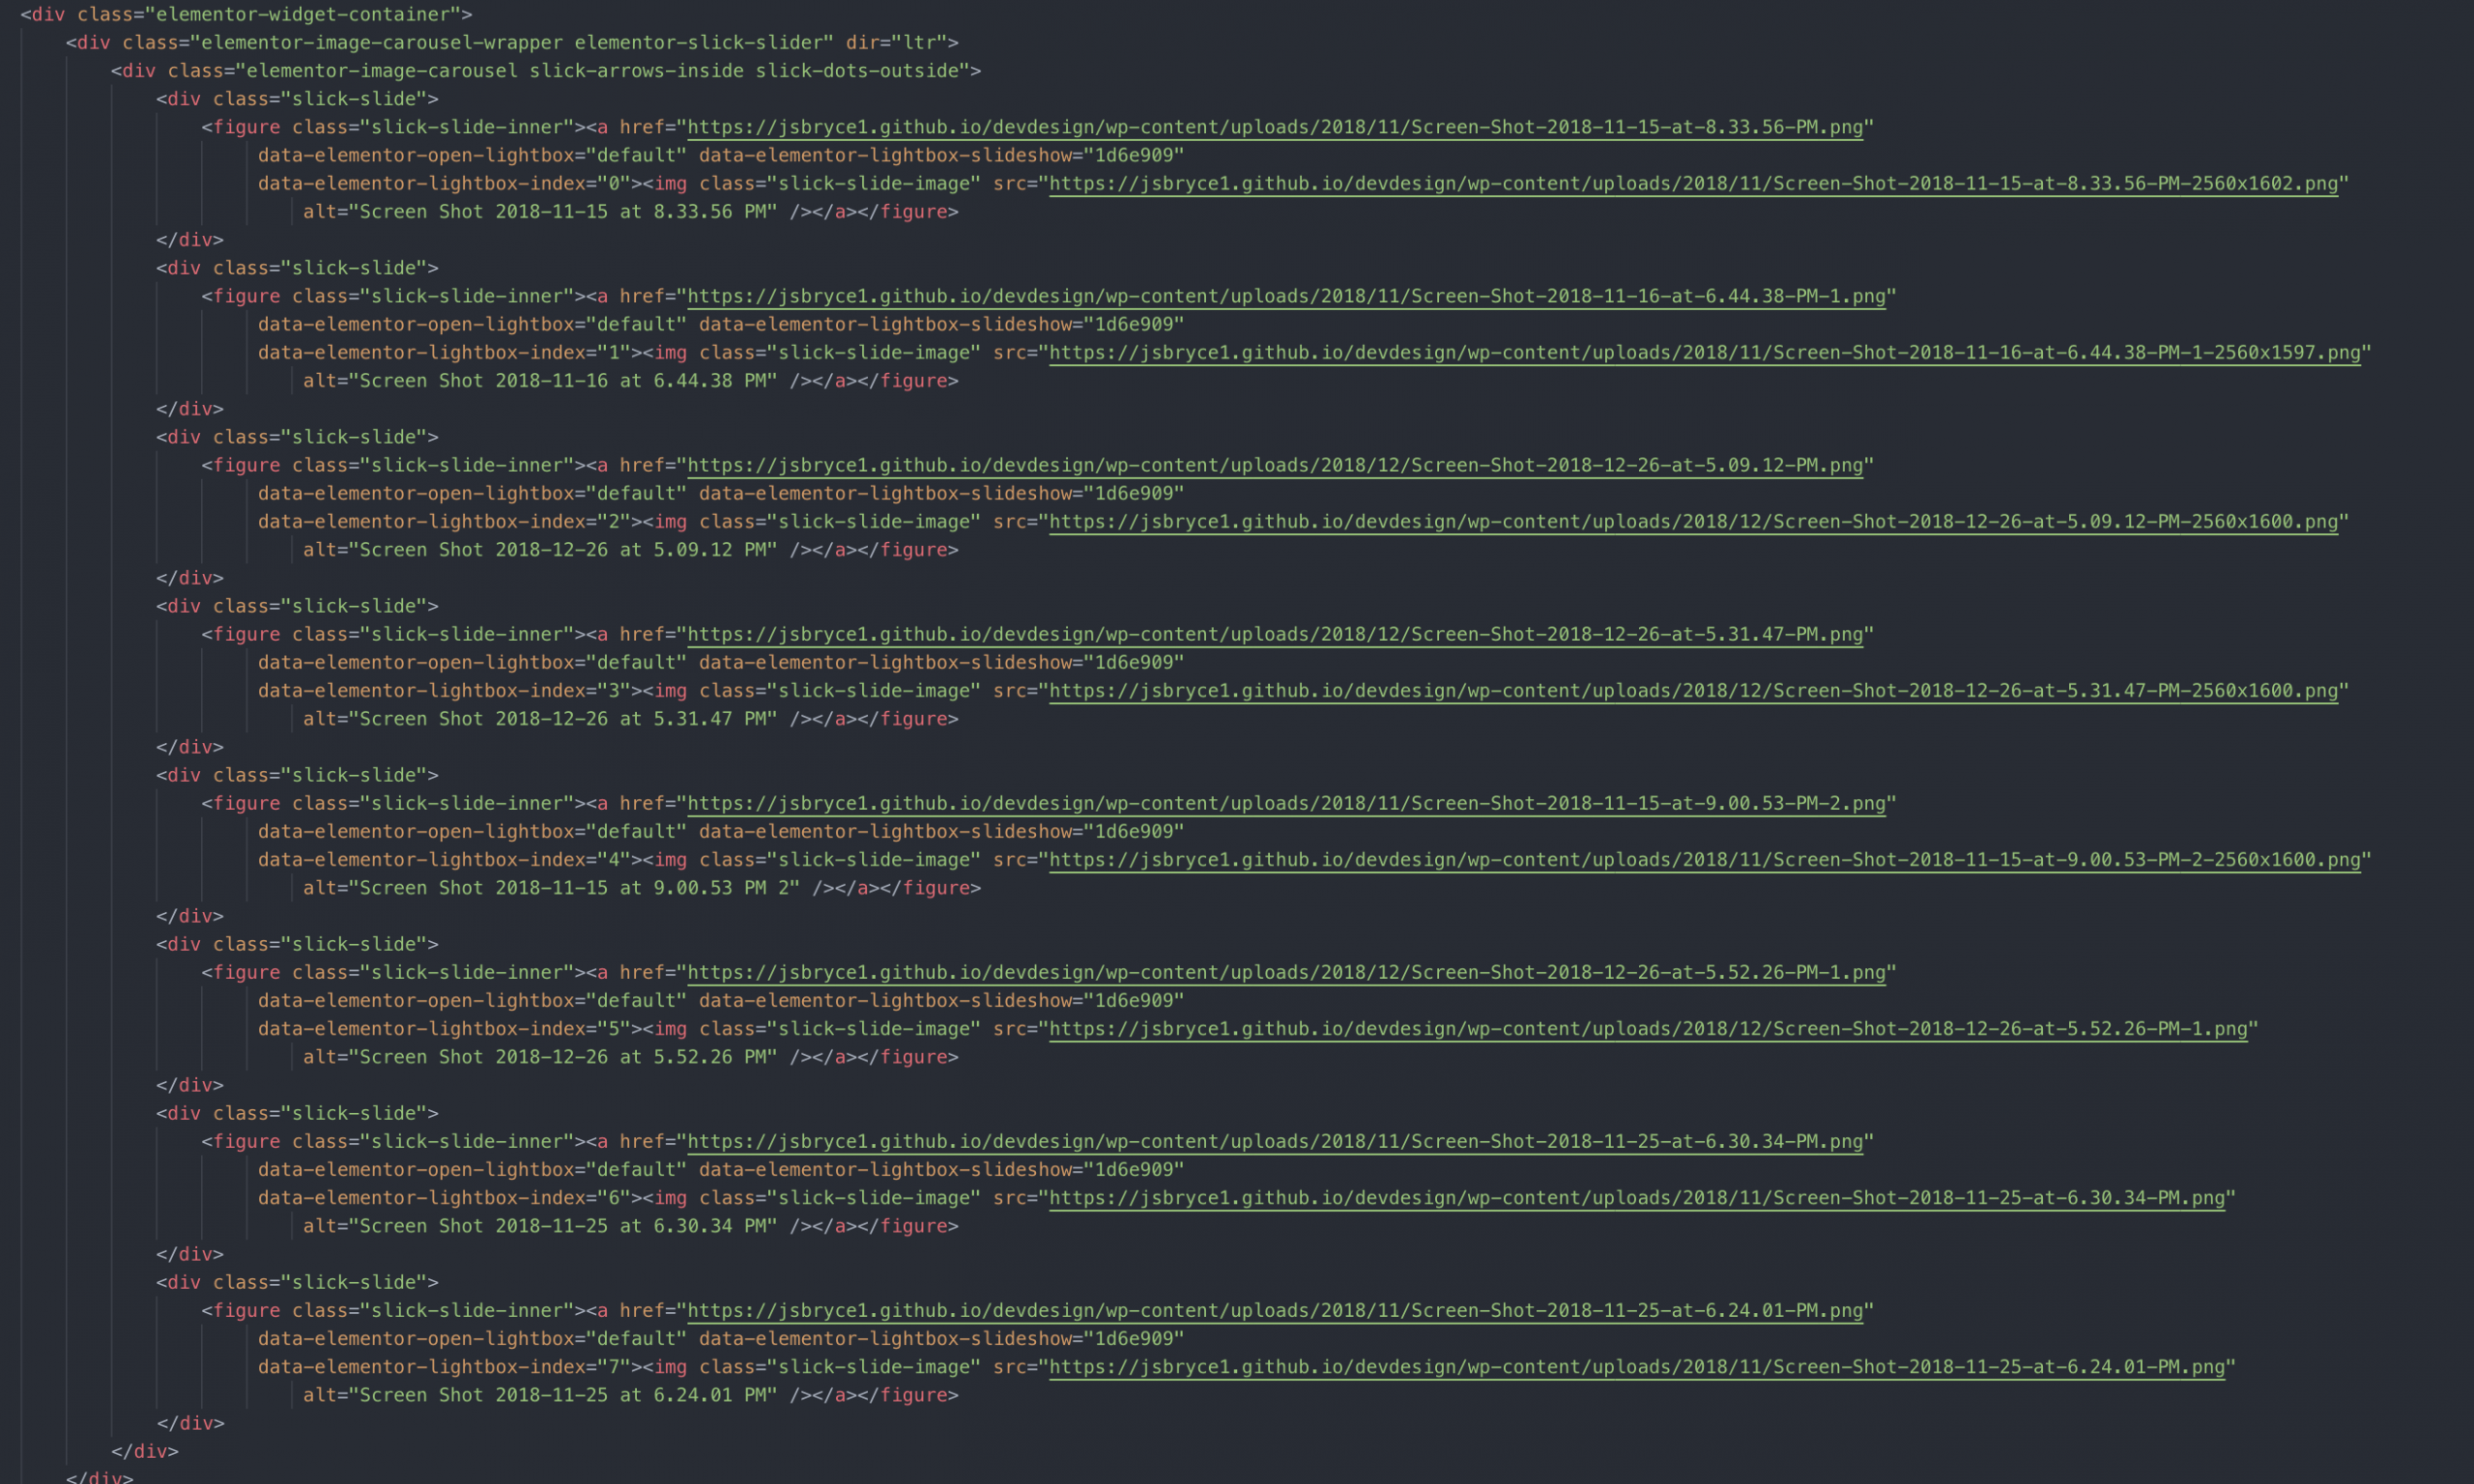 <div class="elementor-widget-container">
<div class="elementor-image-carousel-wrapper elementor-slick-slider" dir="ltr">
<div class="elementor-image-carousel slick-arrows-inside slick-dots-outside">
<div class="slick-slide">
<figure class="slick-slide-inner"><a href="https://jsbryce1.github.io/devdesign/wp-content/uploads/2018/11/Screen-Shot-2018-11-15-at-8.33.56-PM.png"
data-elementor-open-lightbox="default" data-elementor-lightbox-slideshow="1d6e909"
data-elementor-lightbox-index="0"><img class="slick-slide-image" src="https://jsbryce1.github.io/devdesign/wp-content/uploads/2018/11/Screen-Shot-2018-11-15-at-8.33.56-PM-2560x1602.png"
alt="Screen Shot 2018-11-15 at 8.33.56 PM" /></a></figure>
</div>
<div class="slick-slide">
<figure class="slick-slide-inner"><a href="https://jsbryce1.github.io/devdesign/wp-content/uploads/2018/11/Screen-Shot-2018-11-16-at-6.44.38-PM-1.png"
data-elementor-open-lightbox="default" data-elementor-lightbox-slideshow="1d6e909"
data-elementor-lightbox-index="1"><img class="slick-slide-image" src="https://jsbryce1.github.io/devdesign/wp-content/uploads/2018/11/Screen-Shot-2018-11-16-at-6.44.38-PM-1-2560x1597.png"
alt="Screen Shot 2018-11-16 at 6.44.38 PM" /></a></figure>
</div>
<div class="slick-slide">
<figure class="slick-slide-inner"><a href="https://jsbryce1.github.io/devdesign/wp-content/uploads/2018/12/Screen-Shot-2018-12-26-at-5.09.12-PM.png"
data-elementor-open-lightbox="default" data-elementor-lightbox-slideshow="1d6e909"
data-elementor-lightbox-index="2"><img class="slick-slide-image" src="https://jsbryce1.github.io/devdesign/wp-content/uploads/2018/12/Screen-Shot-2018-12-26-at-5.09.12-PM-2560x1600.png"
alt="Screen Shot 2018-12-26 at 5.09.12 PM" /></a></figure>
</div>
<div class="slick-slide">
<figure class="slick-slide-inner"><a href="https://jsbryce1.github.io/devdesign/wp-content/uploads/2018/12/Screen-Shot-2018-12-26-at-5.31.47-PM.png"
data-elementor-open-lightbox="default" data-elementor-lightbox-slideshow="1d6e909"
data-elementor-lightbox-index="3"><img class="slick-slide-image" src="https://jsbryce1.github.io/devdesign/wp-content/uploads/2018/12/Screen-Shot-2018-12-26-at-5.31.47-PM-2560x1600.png"
alt="Screen Shot 2018-12-26 at 5.31.47 PM" /></a></figure>
</div>
<div class="slick-slide">
<figure class="slick-slide-inner"><a href="https://jsbryce1.github.io/devdesign/wp-content/uploads/2018/11/Screen-Shot-2018-11-15-at-9.00.53-PM-2.png"
data-elementor-open-lightbox="default" data-elementor-lightbox-slideshow="1d6e909"
data-elementor-lightbox-index="4"><img class="slick-slide-image" src="https://jsbryce1.github.io/devdesign/wp-content/uploads/2018/11/Screen-Shot-2018-11-15-at-9.00.53-PM-2-2560x1600.png"
alt="Screen Shot 2018-11-15 at 9.00.53 PM 2" /></a></figure>
</div>
<div class="slick-slide">
<figure class="slick-slide-inner"><a href="https://jsbryce1.github.io/devdesign/wp-content/uploads/2018/12/Screen-Shot-2018-12-26-at-5.52.26-PM-1.png"
data-elementor-open-lightbox="default" data-elementor-lightbox-slideshow="1d6e909"
data-elementor-lightbox-index="5"><img class="slick-slide-image" src="https://jsbryce1.github.io/devdesign/wp-content/uploads/2018/12/Screen-Shot-2018-12-26-at-5.52.26-PM-1.png"
alt="Screen Shot 2018-12-26 at 5.52.26 PM" /></a></figure>
</div>
<div class="slick-slide">
<figure class="slick-slide-inner"><a href="https://jsbryce1.github.io/devdesign/wp-content/uploads/2018/11/Screen-Shot-2018-11-25-at-6.30.34-PM.png"
data-elementor-open-lightbox="default" data-elementor-lightbox-slideshow="1d6e909"
data-elementor-lightbox-index="6"><img class="slick-slide-image" src="https://jsbryce1.github.io/devdesign/wp-content/uploads/2018/11/Screen-Shot-2018-11-25-at-6.30.34-PM.png"
alt="Screen Shot 2018-11-25 at 6.30.34 PM" /></a></figure>
</div>
<div class="slick-slide">
<figure class="slick-slide-inner"><a href="https://jsbryce1.github.io/devdesign/wp-content/uploads/2018/11/Screen-Shot-2018-11-25-at-6.24.01-PM.png"
data-elementor-open-lightbox="default" data-elementor-lightbox-slideshow="1d6e909"
data-elementor-lightbox-index="7"><img class="slick-slide-image" src="https://jsbryce1.github.io/devdesign/wp-content/uploads/2018/11/Screen-Shot-2018-11-25-at-6.24.01-PM.png"
alt="Screen Shot 2018-11-25 at 6.24.01 PM" /></a></figure>
</div>
</div>
</div>